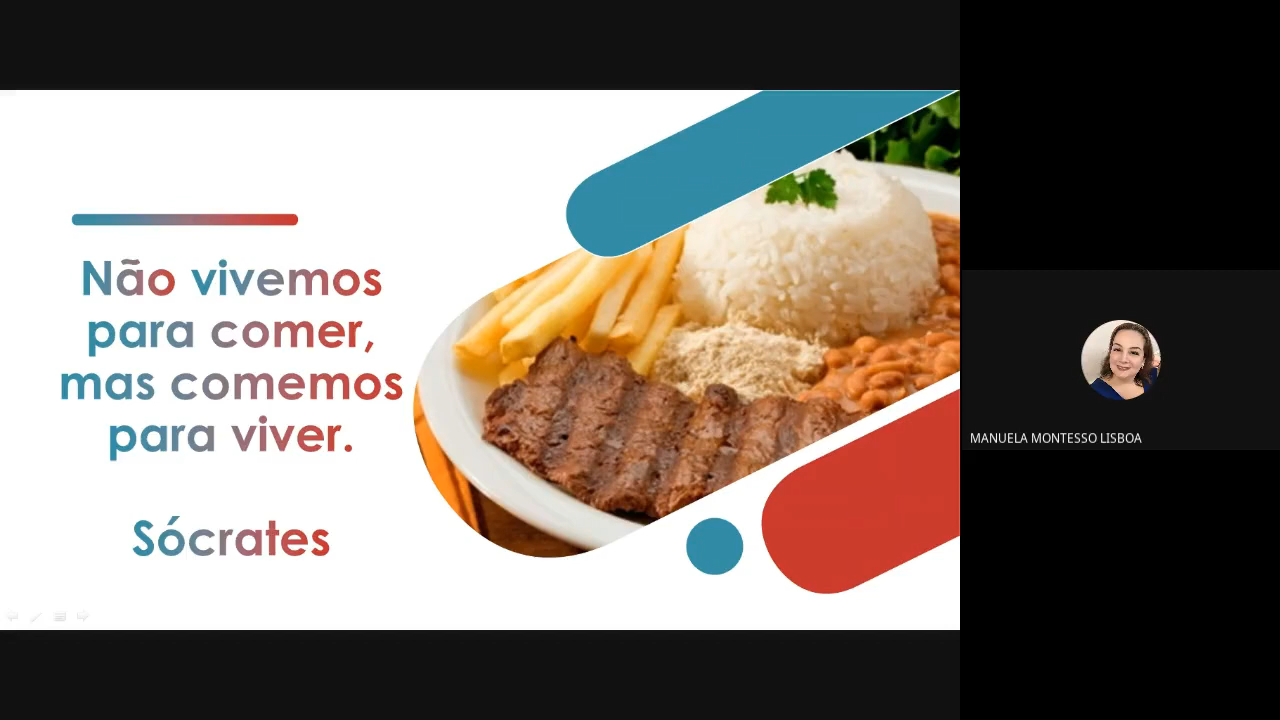 Não vivemos
para comer,
mas comemos
para viver.
Sócrates
MANUELA MONTESSO LISBOA